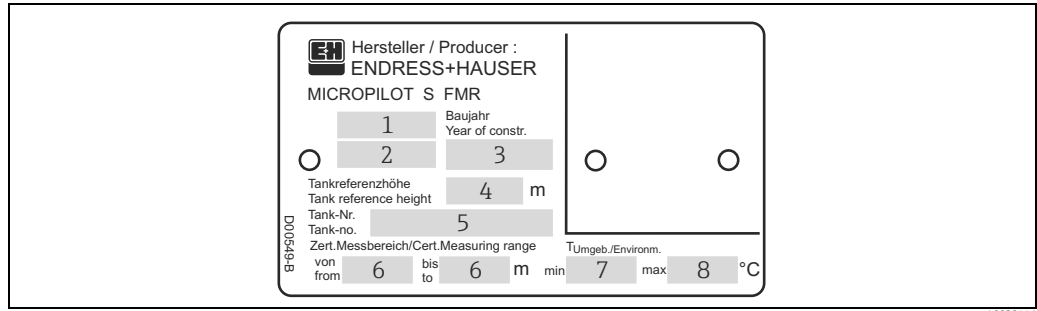 EH Hersteller / Producer :
ENDRESS+HAUSER
MICROPILOT S FMR
1
Baujahr
Year of constr.
2
3
Tankreferenzhöhe
Tank reference height
4 m
Tank-Nr.
Tank-no.
5
Zert.Messbereich/Cert.Measuring range
von
from
6
bis
to
6 m
TUmgeb./Environm.
min 7 max 8 °C
D00549-B